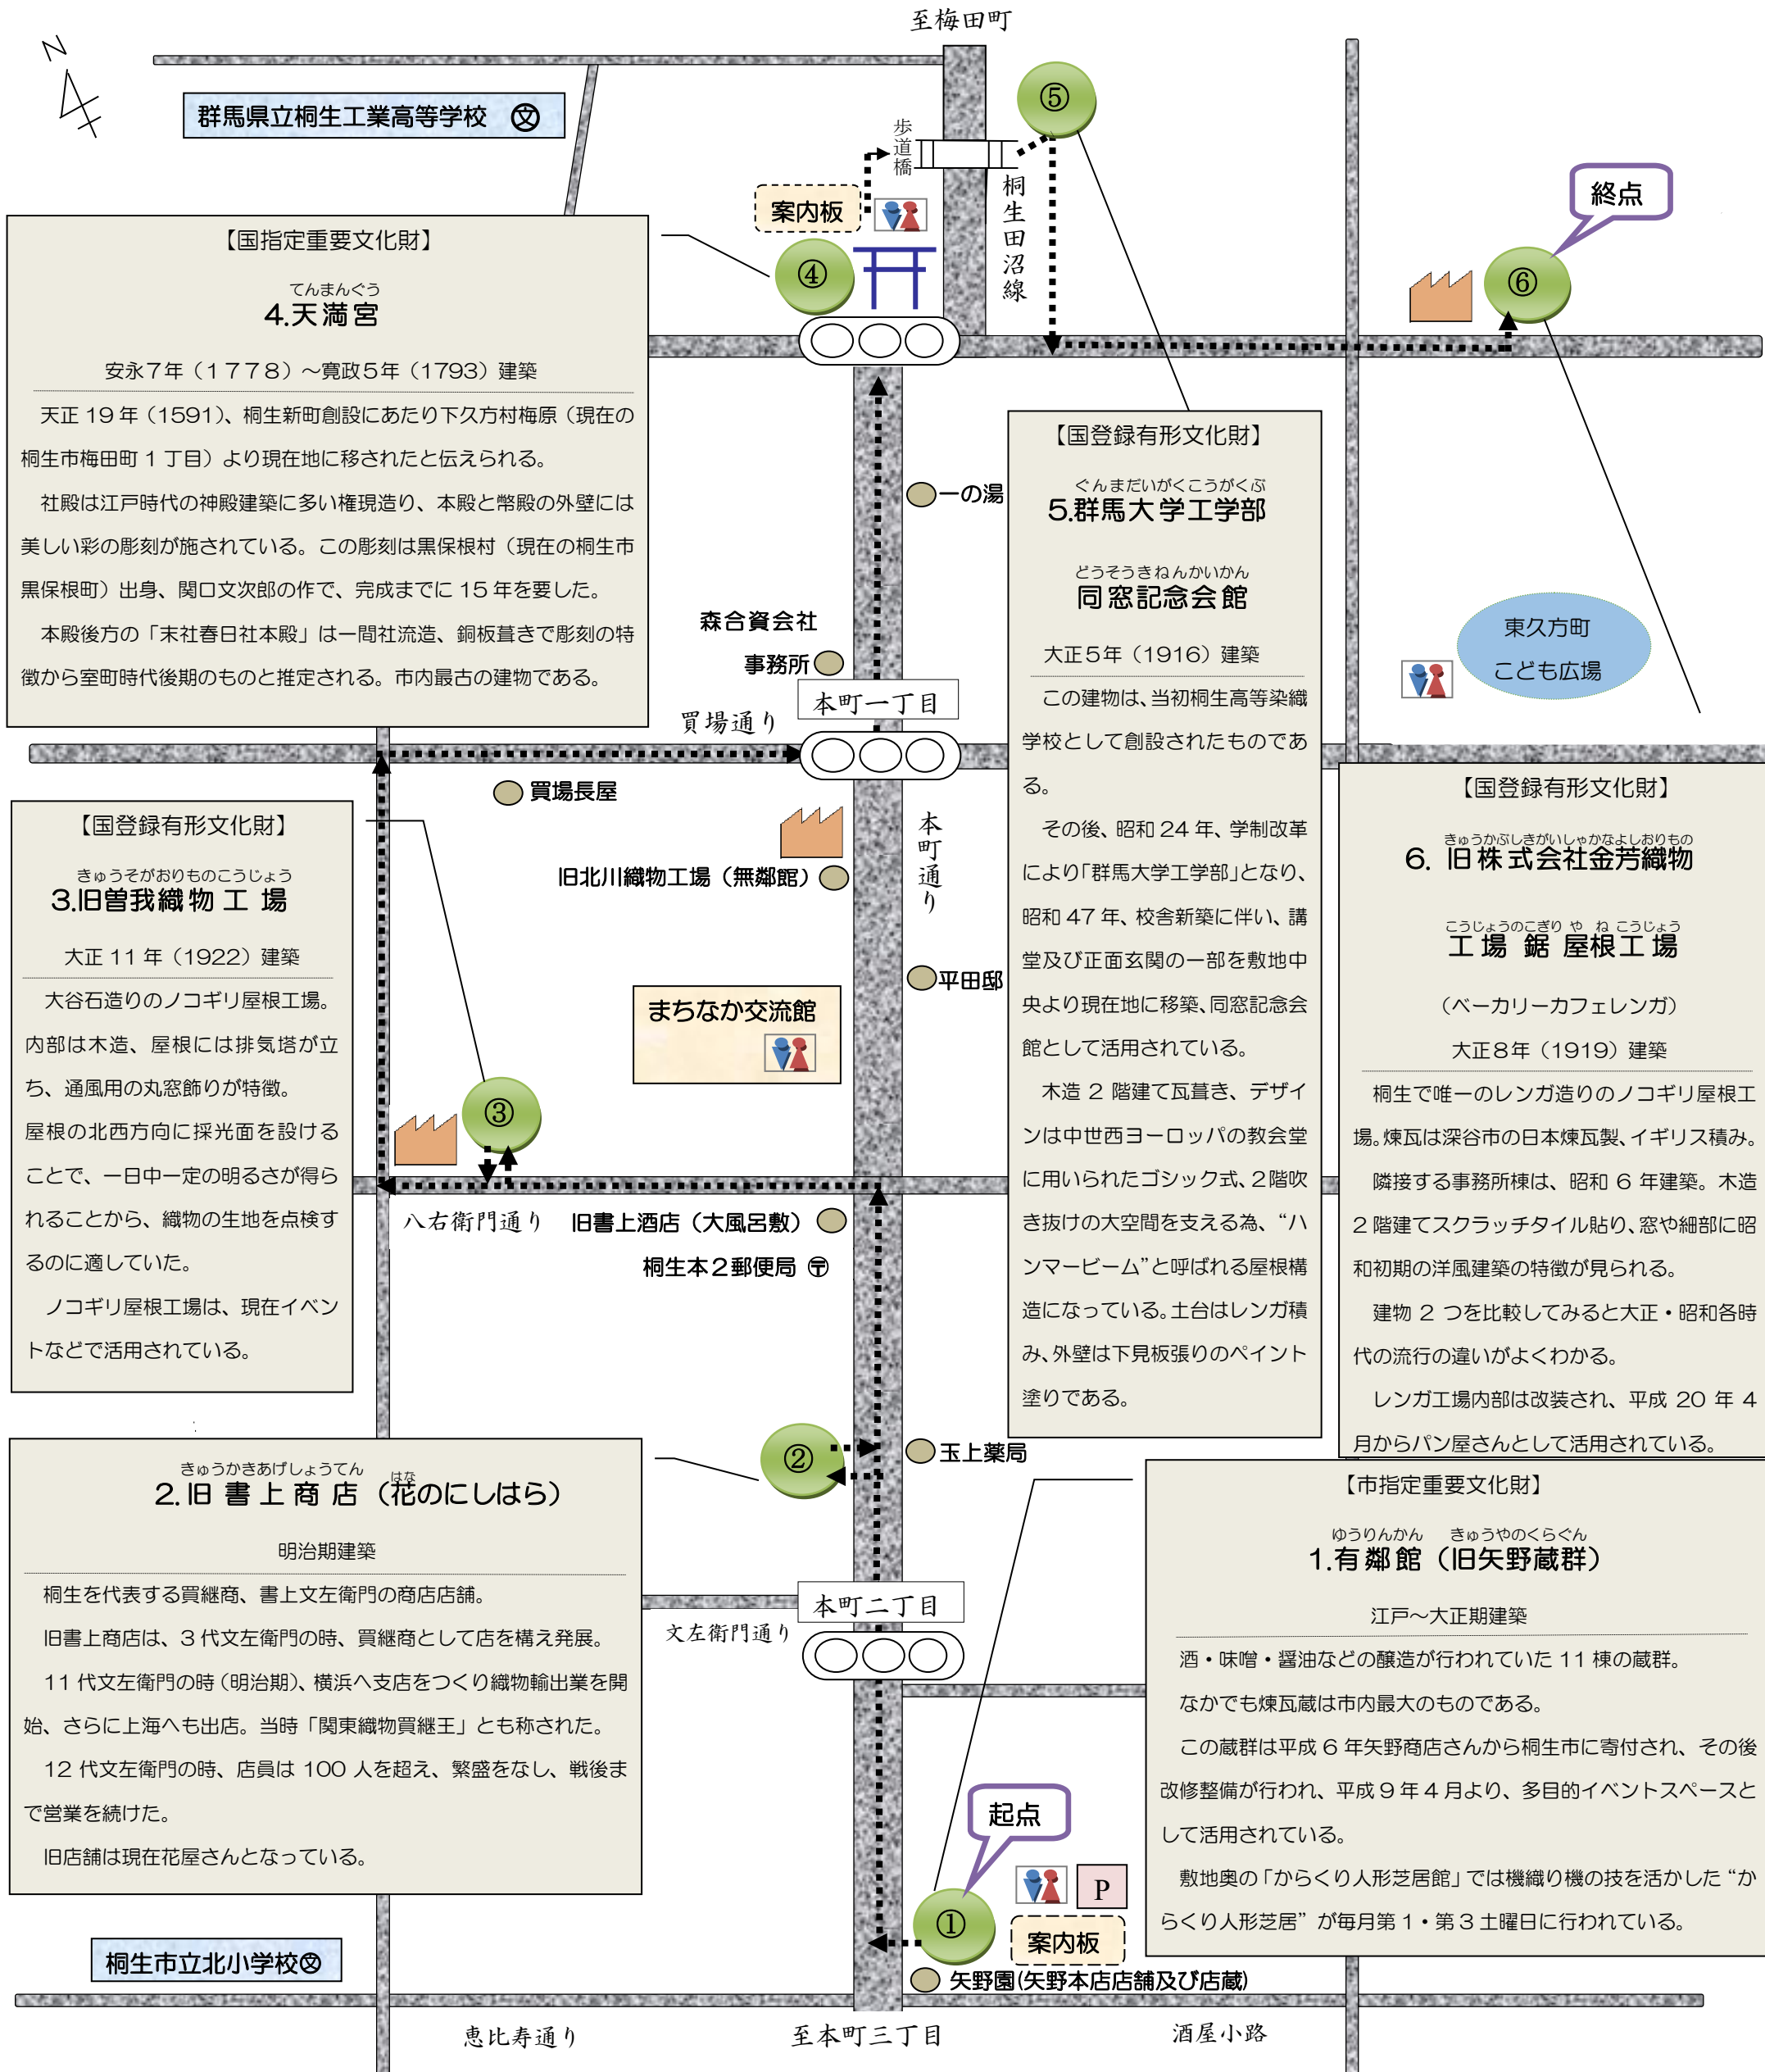 至梅田町
N
群馬県立桐生工業高等学校 文
歩道橋
⑤
桐生田沼線
案内板
④
終点
⑥
【国指定重要文化財】
てんまんぐう
4.天満宮
安永7年（1778）～寛政5年（1793）建築
天正 19 年（1591）、桐生新町創設にあたり下久方村梅原（現在の
桐生市梅田町 1 丁目）より現在地に移されたと伝えられる。
社殿は江戸時代の神殿建築に多い権現造り、本殿と幣殿の外壁には
美しい彩の彫刻が施されている。この彫刻は黒保根村（現在の桐生市
黒保根町）出身、関口文次郎の作で、完成までに 15 年を要した。
本殿後方の「末社春日社本殿」は一間社流造、銅板葺きで彫刻の特
徴から室町時代後期のものと推定される。市内最古の建物である。
一の湯
森合資会社
事務所
本町一丁目
買場通り
買場長屋
旧北川織物工場（無鄰館）
本町通り
平田邸
まちなか交流館
【国登録有形文化財】
ぐんまだいがくこうがくぶ
5.群馬大学工学部
どうそうきねんかいかん
同窓記念会館
大正5年（1916）建築
この建物は、当初桐生高等染織
学校として創設されたものであ
る。
その後、昭和 24 年、学制改革
により「群馬大学工学部」となり、
昭和 47 年、校舎新築に伴い、講
堂及び正面玄関の一部を敷地中
央より現在地に移築、同窓記念会
館として活用されている。
木造 2 階建て瓦葺き、デザイ
ンは中世西ヨーロッパの教会堂
に用いられたゴシック式、2階吹
き抜けの大空間を支える為、“ハ
ンマービーム”と呼ばれる屋根構
造になっている。土台はレンガ積
み、外壁は下見板張りのペイント
塗りである。
東久方町
こども広場
【国登録有形文化財】
きゅうかぶしきがいしゃかなよしおりもの
6. 旧株式会社金芳織物
こうじょうのこぎり や ね こうじょう
工場 鋸 屋根工場
（ベーカリーカフェレンガ）
大正8年（1919）建築
桐生で唯一のレンガ造りのノコギリ屋根工
場。煉瓦は深谷市の日本煉瓦製、イギリス積み。
隣接する事務所棟は、昭和 6 年建築。木造
2 階建てスクラッチタイル貼り、窓や細部に昭
和初期の洋風建築の特徴が見られる。
建物 2 つを比較してみると大正・昭和各時
代の流行の違いがよくわかる。
レンガ工場内部は改装され、平成 20 年 4
月からパン屋さんとして活用されている。
【国登録有形文化財】
きゅうそがおりものこうじょう
3.旧曽我織物工場
大正 11 年（1922）建築
大谷石造りのノコギリ屋根工場。
内部は木造、屋根には排気塔が立
ち、通風用の丸窓飾りが特徴。
屋根の北西方向に採光面を設ける
ことで、一日中一定の明るさが得ら
れることから、織物の生地を点検す
るのに適していた。
ノコギリ屋根工場は、現在イベン
トなどで活用されている。
③
八右衛門通り
旧書上酒店（大風呂敷）
桐生本2郵便局 〒
②
玉上薬局
きゅうかきあげしょうてん はな
2.旧書上商店（花のにしはら）
明治期建築
桐生を代表する買継商、書上文左衛門の商店店舗。
旧書上商店は、3 代文左衛門の時、買継商として店を構え発展。
11 代文左衛門の時（明治期）、横浜へ支店をつくり織物輸出業を開
始、さらに上海へも出店。当時「関東織物買継王」とも称された。
12 代文左衛門の時、店員は 100 人を超え、繁盛をなし、戦後ま
で営業を続けた。
旧店舗は現在花屋さんとなっている。
本町二丁目
文左衛門通り
【市指定重要文化財】
ゆうりんかん きゅうやのくらぐん
1.有鄰館（旧矢野蔵群）
江戸～大正期建築
酒・味噌・醤油などの醸造が行われていた 11 棟の蔵群。
なかでも煉瓦蔵は市内最大のものである。
この蔵群は平成 6 年矢野商店さんから桐生市に寄付され、その後
改修整備が行われ、平成 9 年 4 月より、多目的イベントスペースと
して活用されている。
敷地奥の「からくり人形芝居館」では機織り機の技を活かした “か
らくり人形芝居” が毎月第 1・第 3 土曜日に行われている。
起点
P
①
案内板
矢野園(矢野本店店舗及び店蔵)
桐生市立北小学校文
恵比寿通り
至本町三丁目
酒屋小路